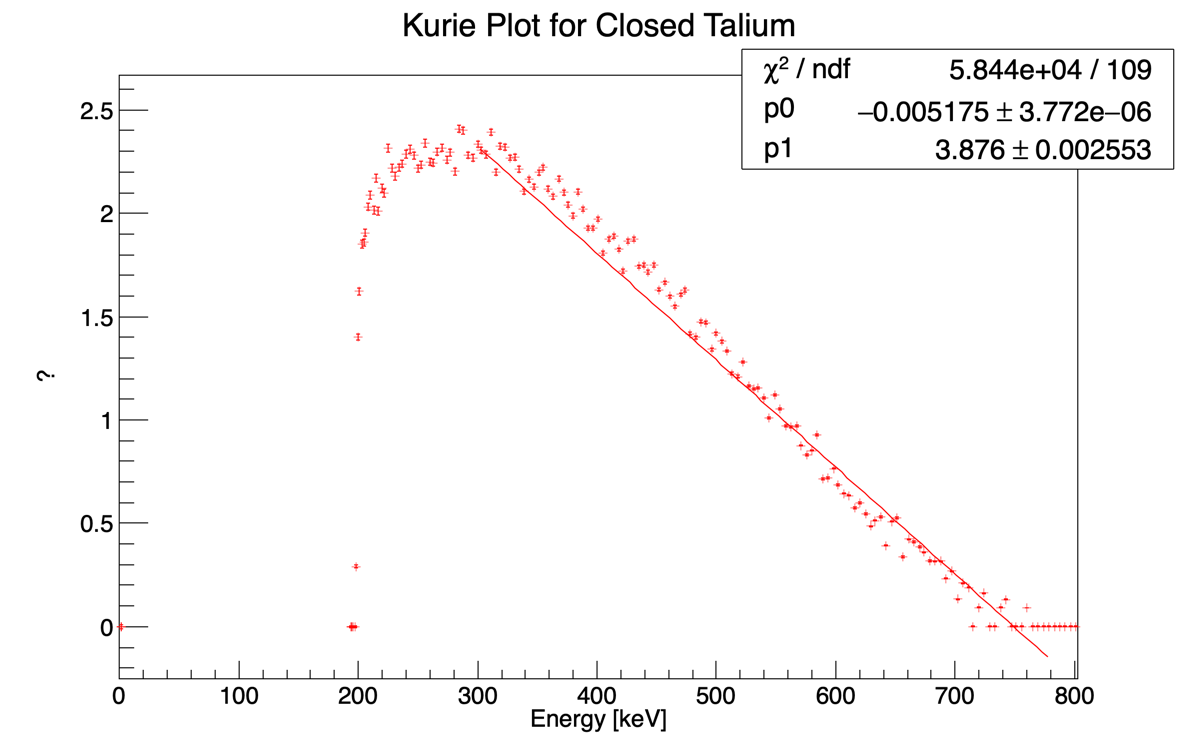 Kurie Plot for Closed Talium
χ² / ndf 5.844e+04 / 109
p0 −0.005175 ± 3.772e−06
p1 3.876 ± 0.002553
2.5
2
1.5
1
0.5
0
?
0 100 200 300 400 500 600 700 800
Energy [keV]